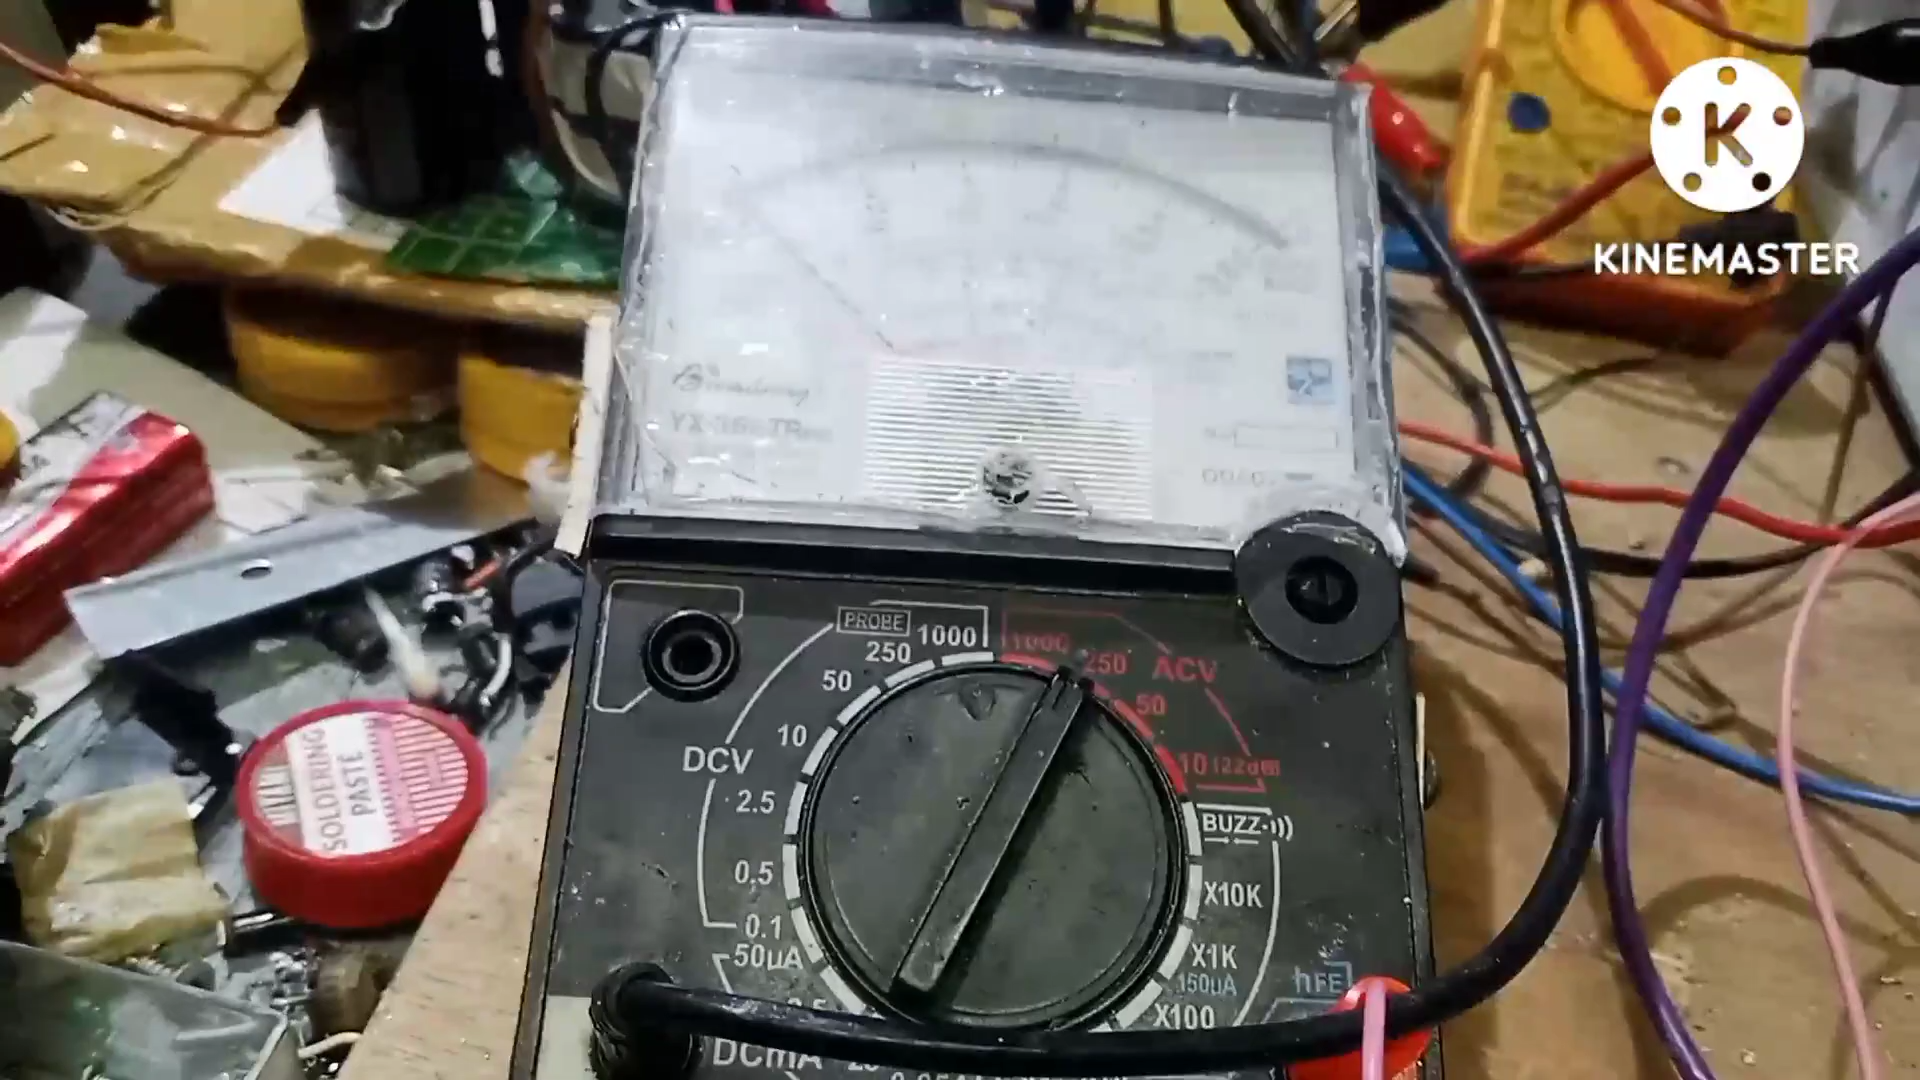 K
KINEMASTER
PROBE
1000
250
50
10
DCV
2.5
0.5
0.1
50µA
DCmA
1000
250
ACV
50
10 (22dB)
BUZZ
X10K
X1K
150µA
X100
hFE
SOLDERING
PASTE